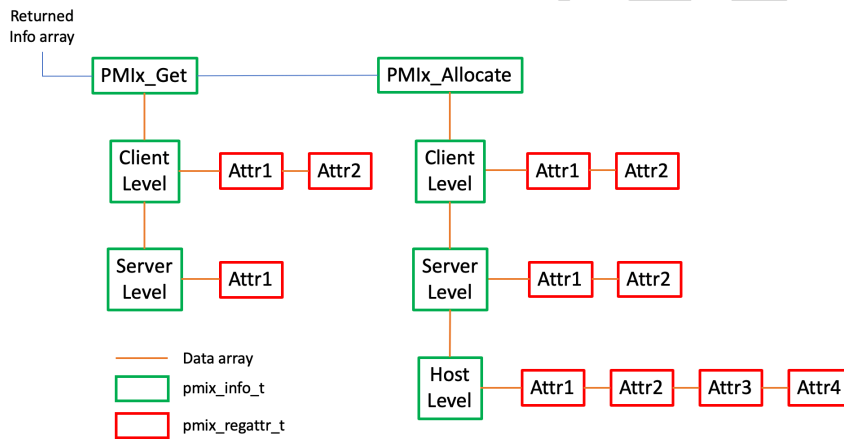 Returned
Info array
PMIx_Get
PMIx_Allocate
Client
Level
Attr1
Attr2
Client
Level
Attr1
Attr2
Server
Level
Attr1
Server
Level
Attr1
Attr2
Data array
pmix_info_t
pmix_regattr_t
Host
Level
Attr1
Attr2
Attr3
Attr4